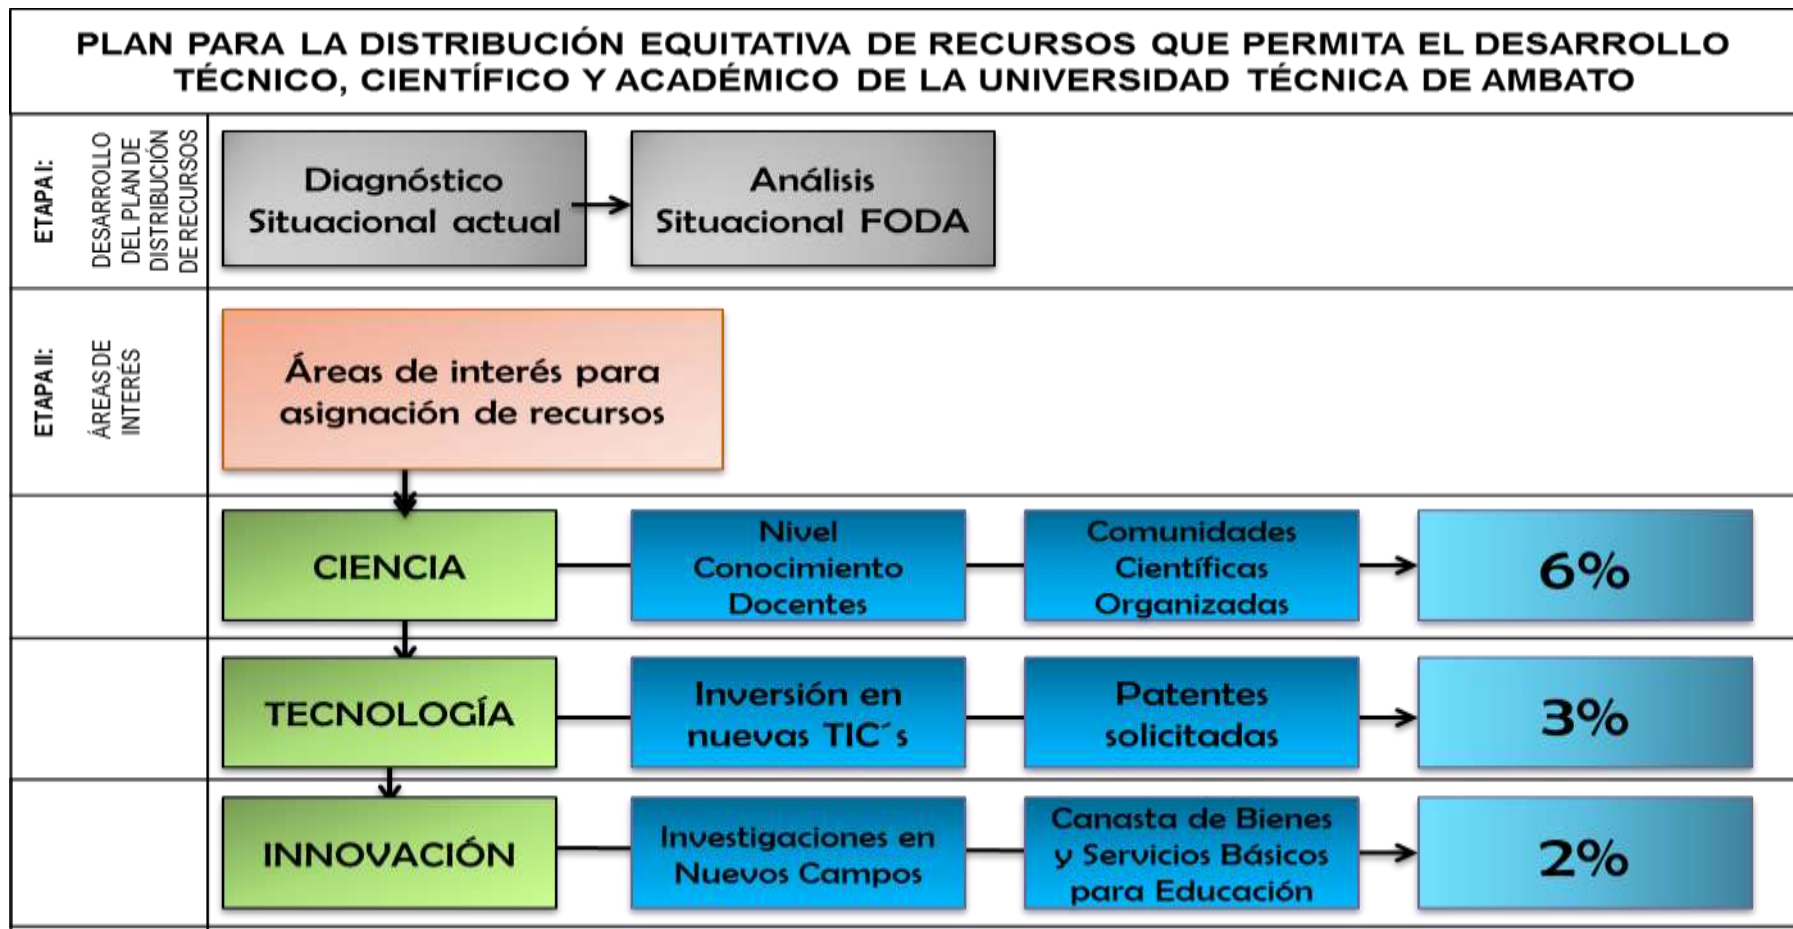 PLAN PARA LA DISTRIBUCIÓN EQUITATIVA DE RECURSOS QUE PERMITA EL DESARROLLO
TÉCNICO, CIENTÍFICO Y ACADÉMICO DE LA UNIVERSIDAD TÉCNICA DE AMBATO
ETAPA I:
DESARROLLO
DEL PLAN DE
DISTRIBUCIÓN
DE RECURSOS
Diagnóstico
Situacional actual
Análisis
Situacional FODA
ETAPA II:
ÁREAS DE
INTERÉS
Áreas de interés para
asignación de recursos
CIENCIA
Nivel
Conocimiento
Docentes
Comunidades
Científicas
Organizadas
6%
TECNOLOGÍA
Inversión en
nuevas TIC´s
Patentes
solicitadas
3%
INNOVACIÓN
Investigaciones en
Nuevos Campos
Canasta de Bienes
y Servicios Básicos
para Educación
2%